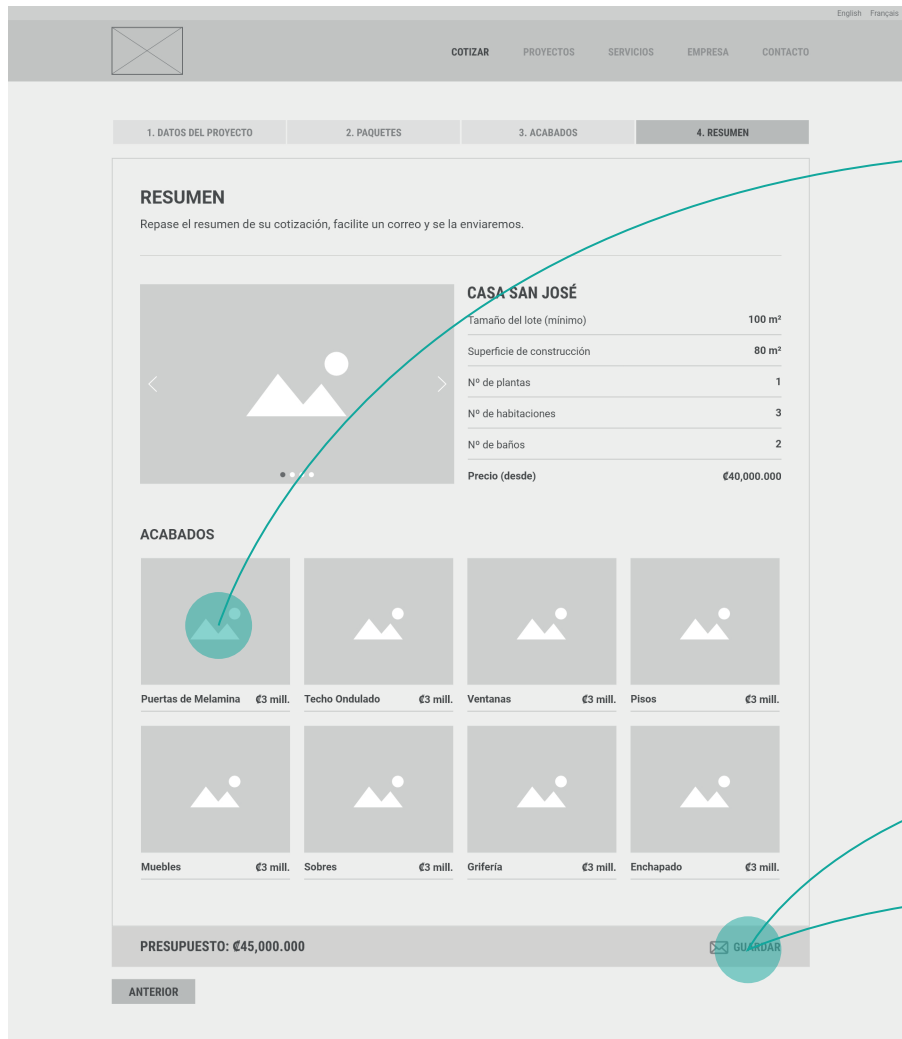 English Français
COTIZAR PROYECTOS SERVICIOS EMPRESA CONTACTO
1. DATOS DEL PROYECTO 2. PAQUETES 3. ACABADOS 4. RESUMEN
RESUMEN
Repase el resumen de su cotización, facilite un correo y se la enviaremos.
CASA SAN JOSÉ
Tamaño del lote (mínimo) 100 m²
Superficie de construcción 80 m²
Nº de plantas 1
Nº de habitaciones 3
Nº de baños 2
Precio (desde) ₡40,000.000
ACABADOS
Puertas de Melamina ₡3 mill. Techo Ondulado ₡3 mill. Ventanas ₡3 mill. Pisos ₡3 mill.
Muebles ₡3 mill. Sobres ₡3 mill. Grifería ₡3 mill. Enchapado ₡3 mill.
PRESUPUESTO: ₡45,000.000 GUARDAR
ANTERIOR